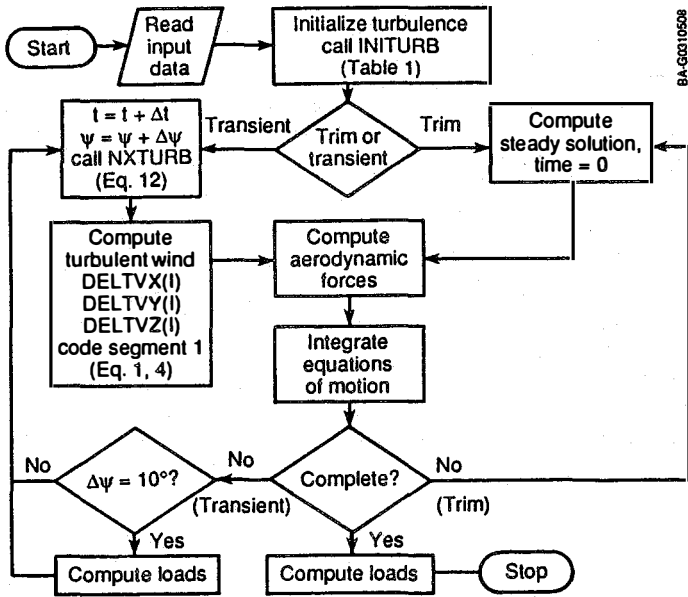 Start
Read
input
data
Initialize turbulence
call INITURB
(Table 1)
BA-G0310508
t = t + Δt
ψ = ψ + Δψ
call NXTURB
(Eq. 12)
Transient
Trim or
transient
Trim
Compute
steady solution,
time = 0
Compute
turbulent wind
DELTVX(I)
DELTVY(I)
DELTVZ(I)
code segment 1
(Eq. 1, 4)
Compute
aerodynamic
forces
Integrate
equations
of motion
No
Δψ = 10°?
No
(Transient)
Complete?
No
(Trim)
Yes
Yes
Compute loads
Compute loads
Stop